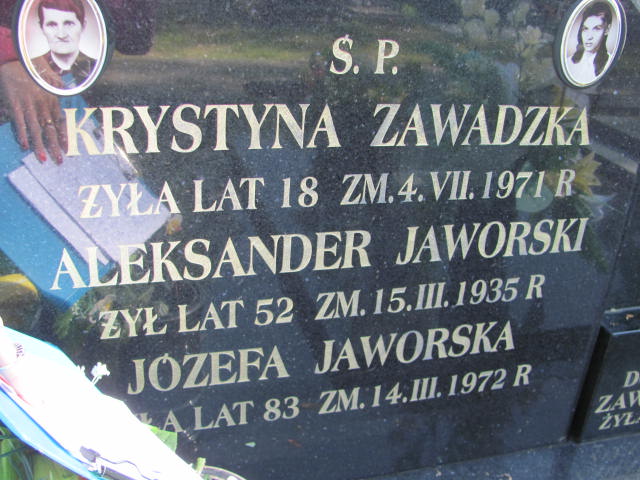 Ś. P.
KRYSTYNA ZAWADZKA
ŻYŁA LAT 18 ZM. 4. VII. 1971 R
ALEKSANDER JAWORSKI
ŻYŁ LAT 52 ZM. 15. III. 1935 R
JÓZEFA JAWORSKA
LAT 83 ZM. 14. III. 1972 R